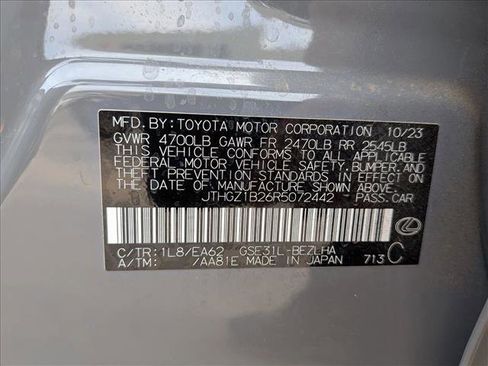 MFD.BY:TOYOTA MOTOR CORPORATION 10/23
GVWR 4700LB GAWR FR 2470LB RR 2545LB
THIS VEHICLE CONFORMS TO ALL APPLICABLE
FEDERAL MOTOR VEHICLE SAFETY,BUMPER,AND
THEFT PREVENTION STANDARDS IN EFFECT ON
THE DATE OF MANUFACTURE SHOWN ABOVE.
JTHGZ1B26R5072442 PASS.CAR
C/TR:1L8/EA62 GSE31L-BEZLHA
A/TM: /AA81E MADE IN JAPAN 713 C